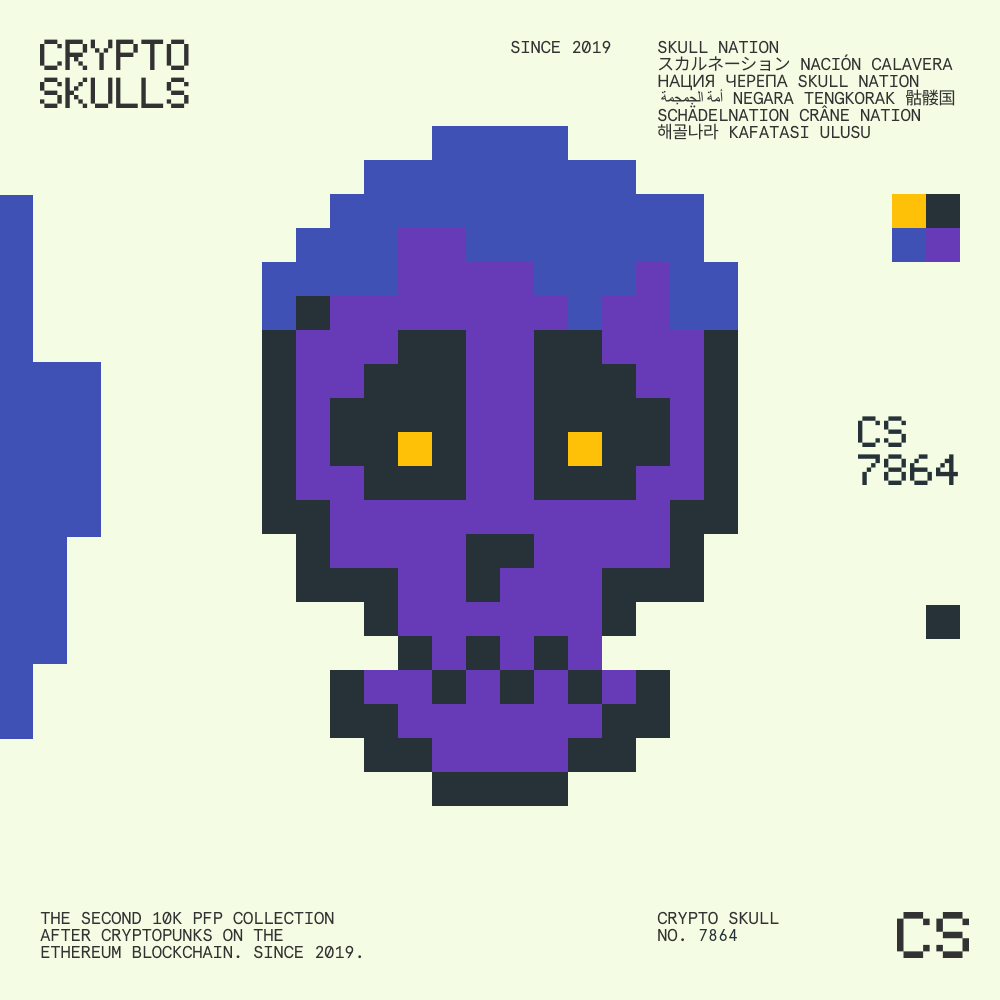 CRYPTO
SKULLS
SINCE 2019
SKULL NATION
スカルネーション NACIÓN CALAVERA
НАЦИЯ ЧЕРЕПА SKULL NATION
أمة الجمجمة NEGARA TENGKORAK 骷髅国
SCHÄDELNATION CRÂNE NATION
해골나라 KAFATASI ULUSU
CS
7864
THE SECOND 10K PFP COLLECTION
AFTER CRYPTOPUNKS ON THE
ETHEREUM BLOCKCHAIN. SINCE 2019.
CRYPTO SKULL
NO. 7864
CS